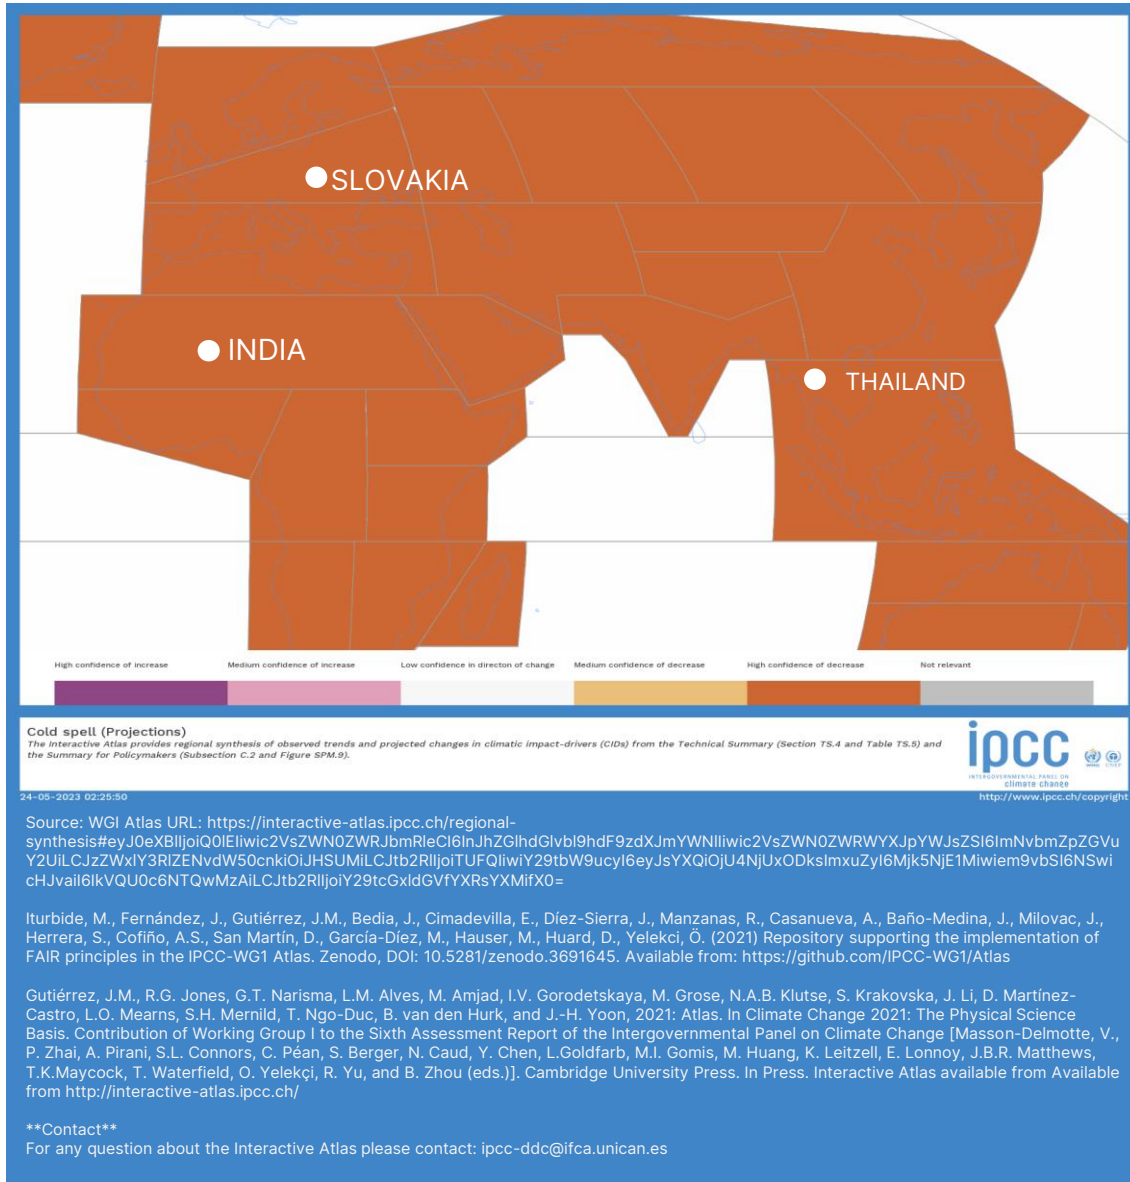 SLOVAKIA
INDIA
THAILAND
High confidence of increase
Medium confidence of increase
Low confidence in directon of change
Medium confidence of decrease
High confidence of decrease
Not relevant
Cold spell (Projections)
The Interactive Atlas provides regional synthesis of observed trends and projected changes in climatic impact-drivers (CIDs) from the Technical Summary (Section TS.4 and Table TS.5) and
the Summary for Policymakers (Subsection C.2 and Figure SPM.9).
ipcc
INTERGOVERNMENTAL PANEL ON
climate change
WMO UNEP
24-05-2023 02:25:50
http://www.ipcc.ch/copyright
Source: WGI Atlas URL: https://interactive-atlas.ipcc.ch/regional-
synthesis#eyJ0eXBlIjoiQ0lEIiwic2VsZWN0ZWRJbmRleCI6InJhZGlhdGlvbl9hdF9zdXJmYWNlIiwic2VsZWN0ZWRWYXJpYWJsZSI6ImNvbmZpZGVu
Y2UiLCJzZWxlY3RlZENvdW50cnkiOiJHSUMiLCJtb2RlIjoiTUFQIiwiY29tbW9ucyI6eyJsYXQiOjU4NjUxODksImxuZyI6Mjk5NjE1Miwiem9vbSI6NSwi
cHJvaiI6IkVQU0c6NTQwMzAiLCJtb2RlIjoiY29tcGxldGVfYXRsYXMifX0=
Iturbide, M., Fernández, J., Gutiérrez, J.M., Bedia, J., Cimadevilla, E., Díez-Sierra, J., Manzanas, R., Casanueva, A., Baño-Medina, J., Milovac, J.,
Herrera, S., Cofiño, A.S., San Martín, D., García-Díez, M., Hauser, M., Huard, D., Yelekci, Ö. (2021) Repository supporting the implementation of
FAIR principles in the IPCC-WG1 Atlas. Zenodo, DOI: 10.5281/zenodo.3691645. Available from: https://github.com/IPCC-WG1/Atlas
Gutiérrez, J.M., R.G. Jones, G.T. Narisma, L.M. Alves, M. Amjad, I.V. Gorodetskaya, M. Grose, N.A.B. Klutse, S. Krakovska, J. Li, D. Martínez-
Castro, L.O. Mearns, S.H. Mernild, T. Ngo-Duc, B. van den Hurk, and J.-H. Yoon, 2021: Atlas. In Climate Change 2021: The Physical Science
Basis. Contribution of Working Group I to the Sixth Assessment Report of the Intergovernmental Panel on Climate Change [Masson-Delmotte, V.,
P. Zhai, A. Pirani, S.L. Connors, C. Péan, S. Berger, N. Caud, Y. Chen, L.Goldfarb, M.I. Gomis, M. Huang, K. Leitzell, E. Lonnoy, J.B.R. Matthews,
T.K.Maycock, T. Waterfield, O. Yelekçi, R. Yu, and B. Zhou (eds.)]. Cambridge University Press. In Press. Interactive Atlas available from Available
from http://interactive-atlas.ipcc.ch/
**Contact**
For any question about the Interactive Atlas please contact: ipcc-ddc@ifca.unican.es